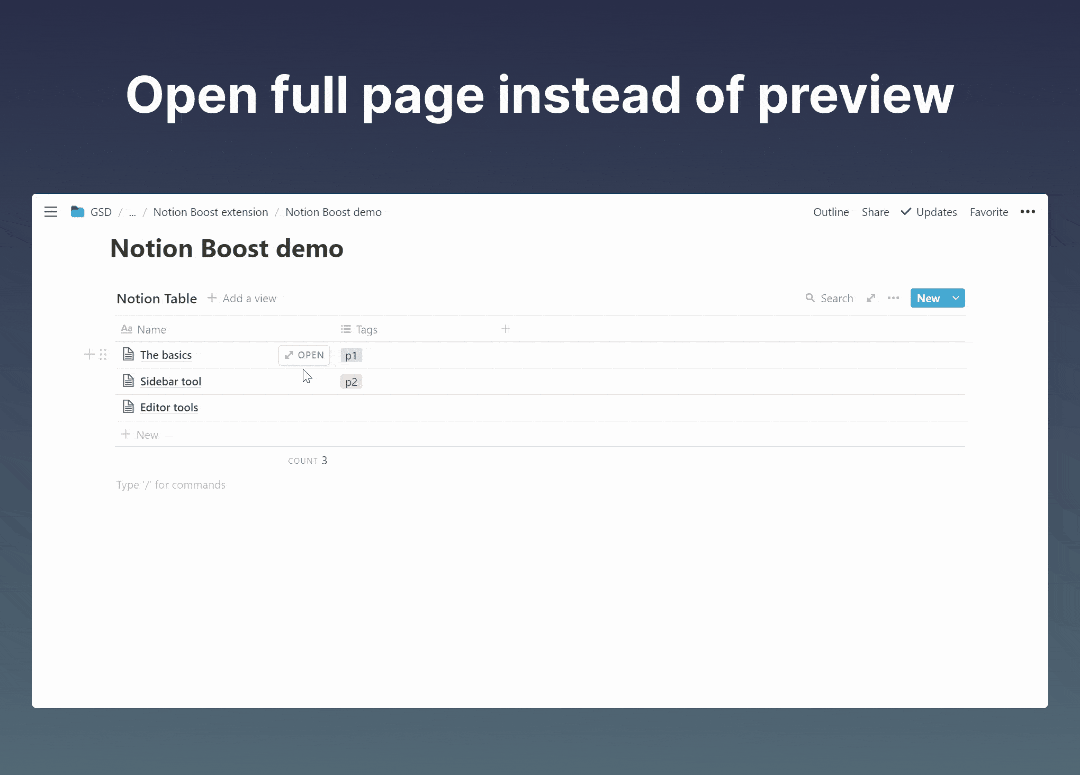 Open full page instead of preview
GSD / ... / Notion Boost extension / Notion Boost demo
Outline Share Updates Favorite •••
Notion Boost demo
Notion Table + Add a view
Search ••• New
Aa Name Tags +
The basics OPEN p1
Sidebar tool p2
Editor tools
+ New
COUNT 3
Type '/' for commands